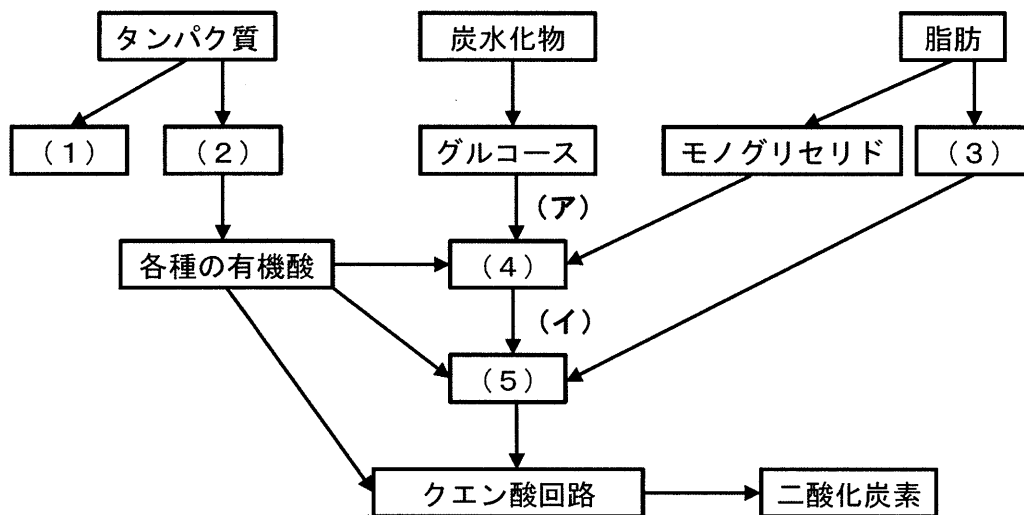 タンパク質
炭水化物
脂肪
(1)
(2)
グルコース
モノグリセリド
(3)
(ア)
各種の有機酸
(4)
(イ)
(5)
クエン酸回路
二酸化炭素